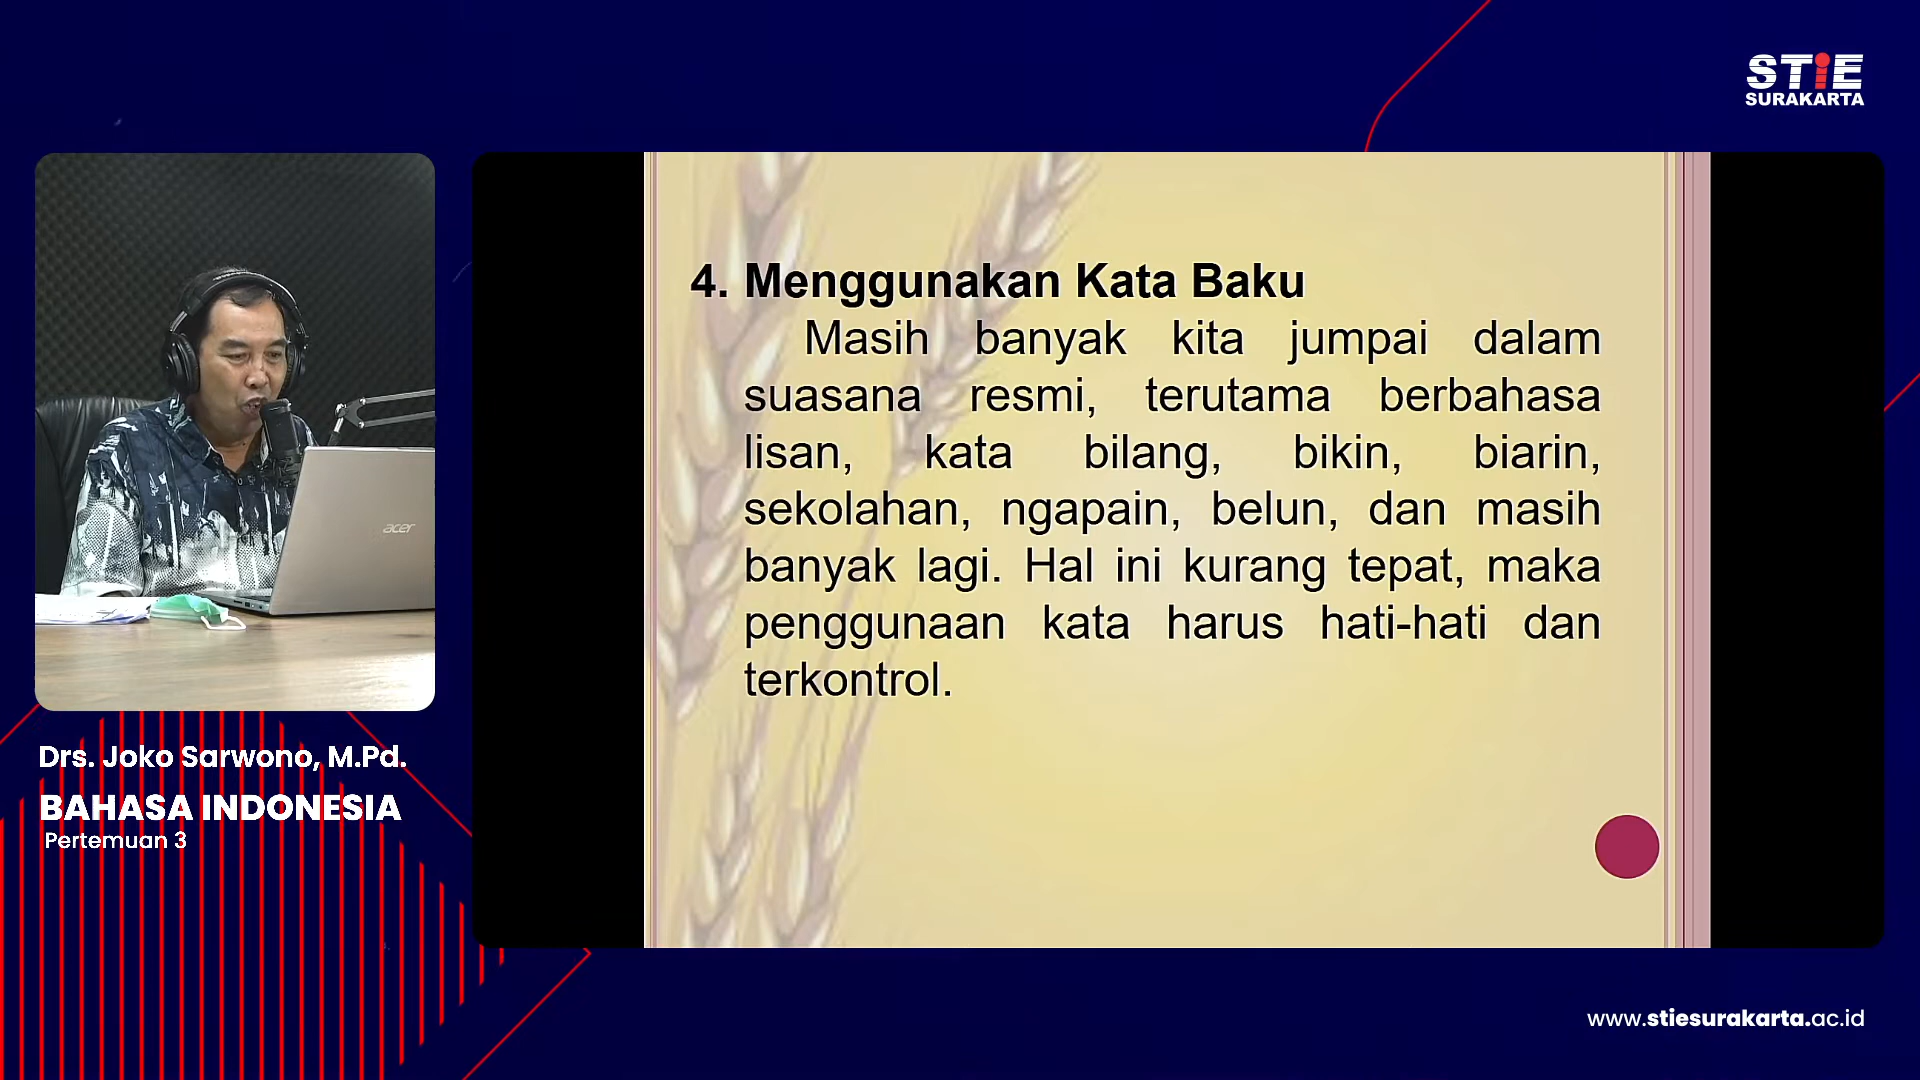 STiE
SURAKARTA
4. Menggunakan Kata Baku
Masih banyak kita jumpai dalam
suasana resmi, terutama berbahasa
lisan, kata bilang, bikin, biarin,
sekolahan, ngapain, belun, dan masih
banyak lagi. Hal ini kurang tepat, maka
penggunaan kata harus hati-hati dan
terkontrol.
acer
Drs. Joko Sarwono, M.Pd.
BAHASA INDONESIA
Pertemuan 3
www.stiesurakarta.ac.id